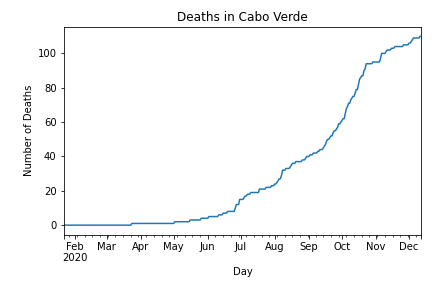 Deaths in Cabo Verde
Number of Deaths
100
80
60
40
20
0
Feb Mar Apr May Jun Jul Aug Sep Oct Nov Dec
2020
Day